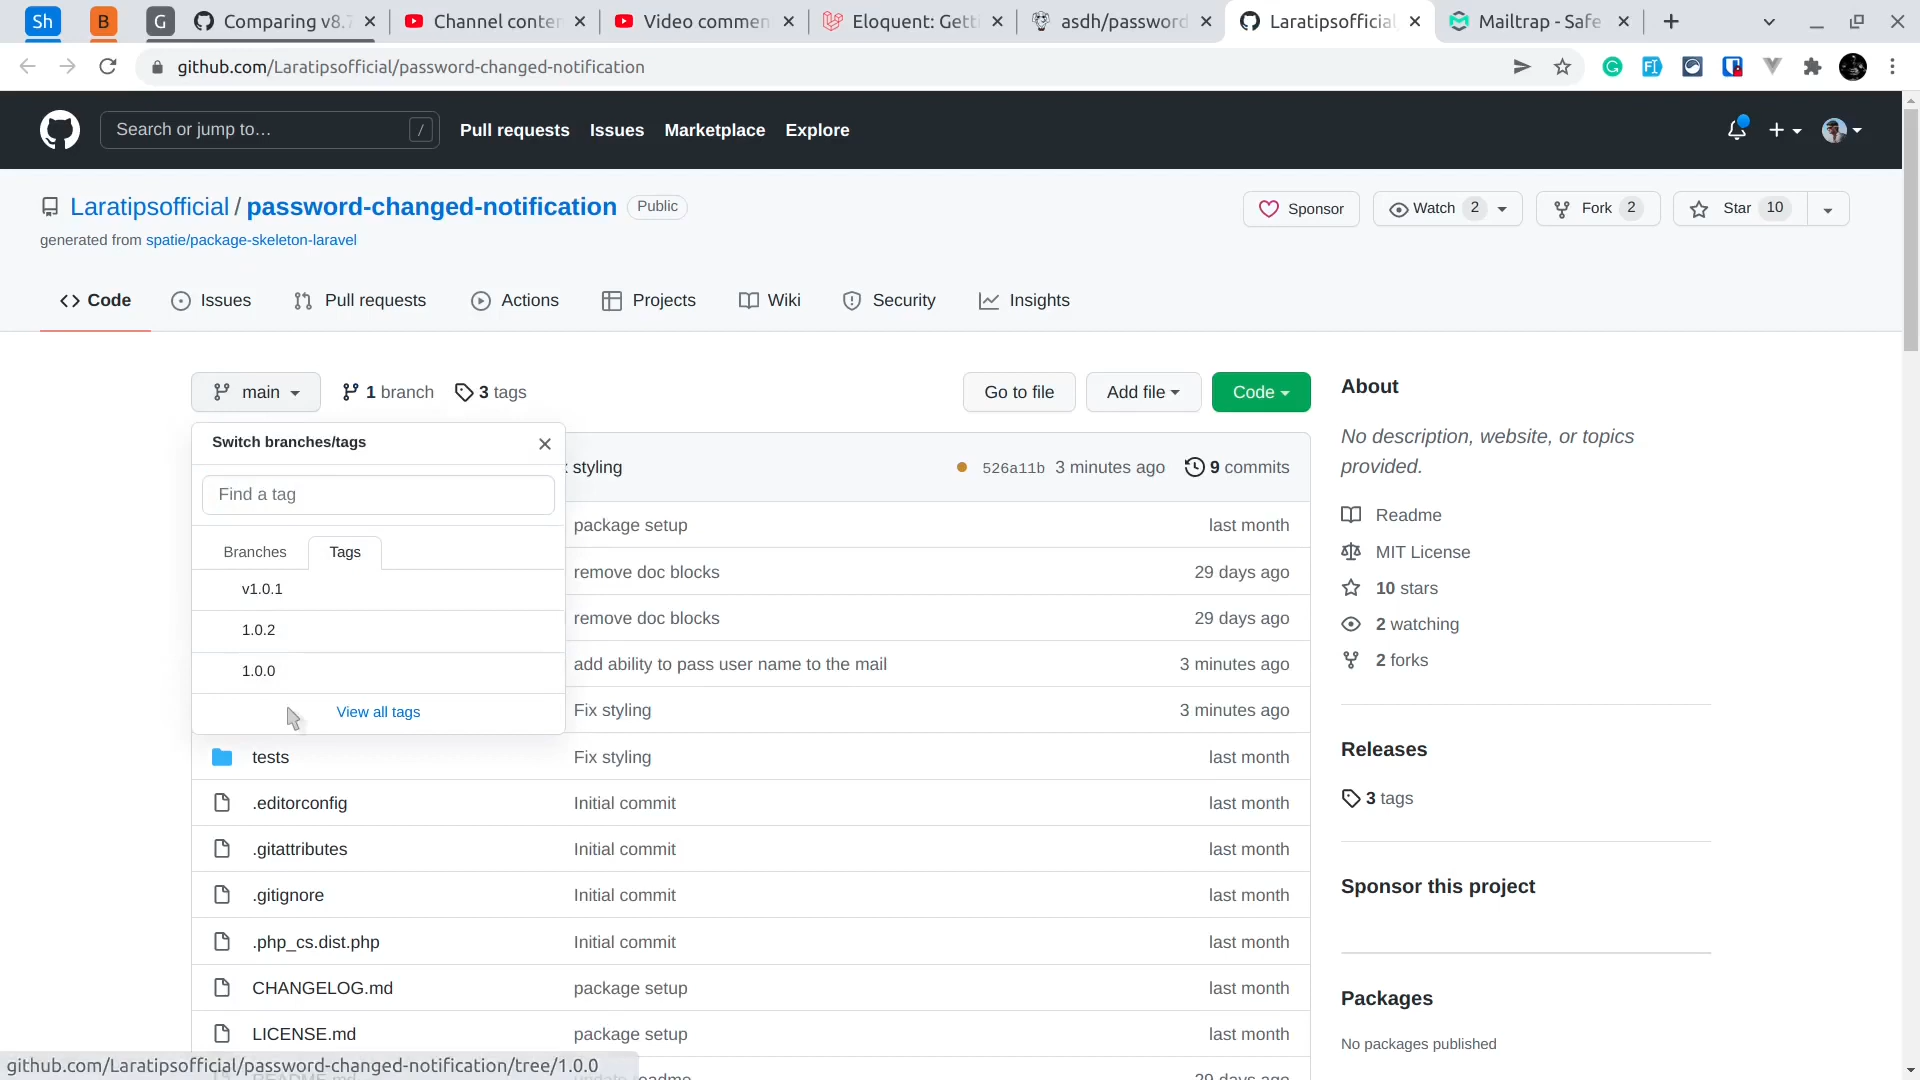 Sh
B
G
Comparing v8.7
Channel conten
Video commen
Eloquent: Getti
asdh/password
Laratipsofficial
Mailtrap - Safe
github.com/Laratipsofficial/password-changed-notification
Search or jump to…
/
Pull requests
Issues
Marketplace
Explore
Laratipsofficial / password-changed-notification
Public
Sponsor
Watch 2
Fork 2
Star 10
generated from spatie/package-skeleton-laravel
Code
Issues
Pull requests
Actions
Projects
Wiki
Security
Insights
main
1 branch
3 tags
Go to file
Add file
Code
Switch branches/tags
Find a tag
Branches
Tags
v1.0.1
1.0.2
1.0.0
View all tags
styling
526a11b 3 minutes ago
9 commits
package setup
last month
remove doc blocks
29 days ago
remove doc blocks
29 days ago
add ability to pass user name to the mail
3 minutes ago
Fix styling
3 minutes ago
tests
Fix styling
last month
.editorconfig
Initial commit
last month
.gitattributes
Initial commit
last month
.gitignore
Initial commit
last month
.php_cs.dist.php
Initial commit
last month
CHANGELOG.md
package setup
last month
LICENSE.md
package setup
last month
29 days ago
About
No description, website, or topics
provided.
Readme
MIT License
10 stars
2 watching
2 forks
Releases
3 tags
Sponsor this project
Packages
No packages published
github.com/Laratipsofficial/password-changed-notification/tree/1.0.0